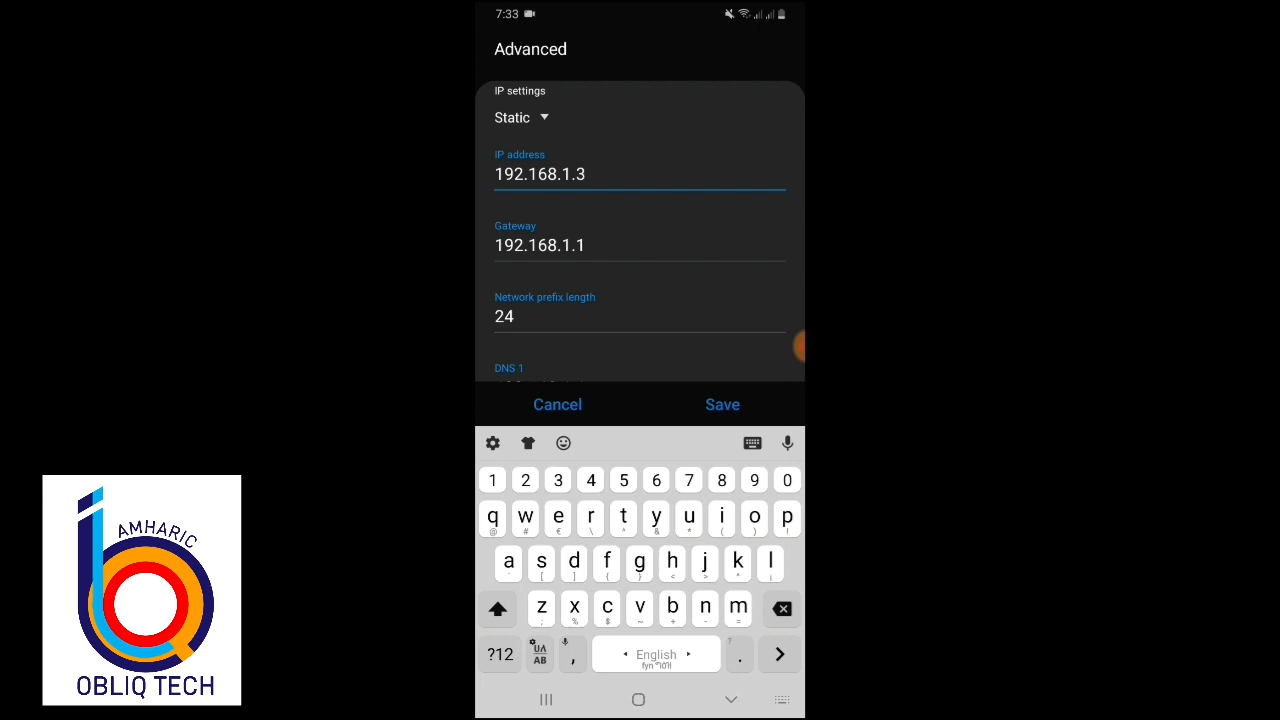 7:33
Advanced
IP settings
Static
IP address
192.168.1.3
Gateway
192.168.1.1
Network prefix length
24
DNS 1
Cancel Save
1 2 3 4 5 6 7 8 9 0
q w e r t y u i o p
a s d f g h j k l
z x c v b n m
?12 , English .
AMHARIC
OBLIQ TECH